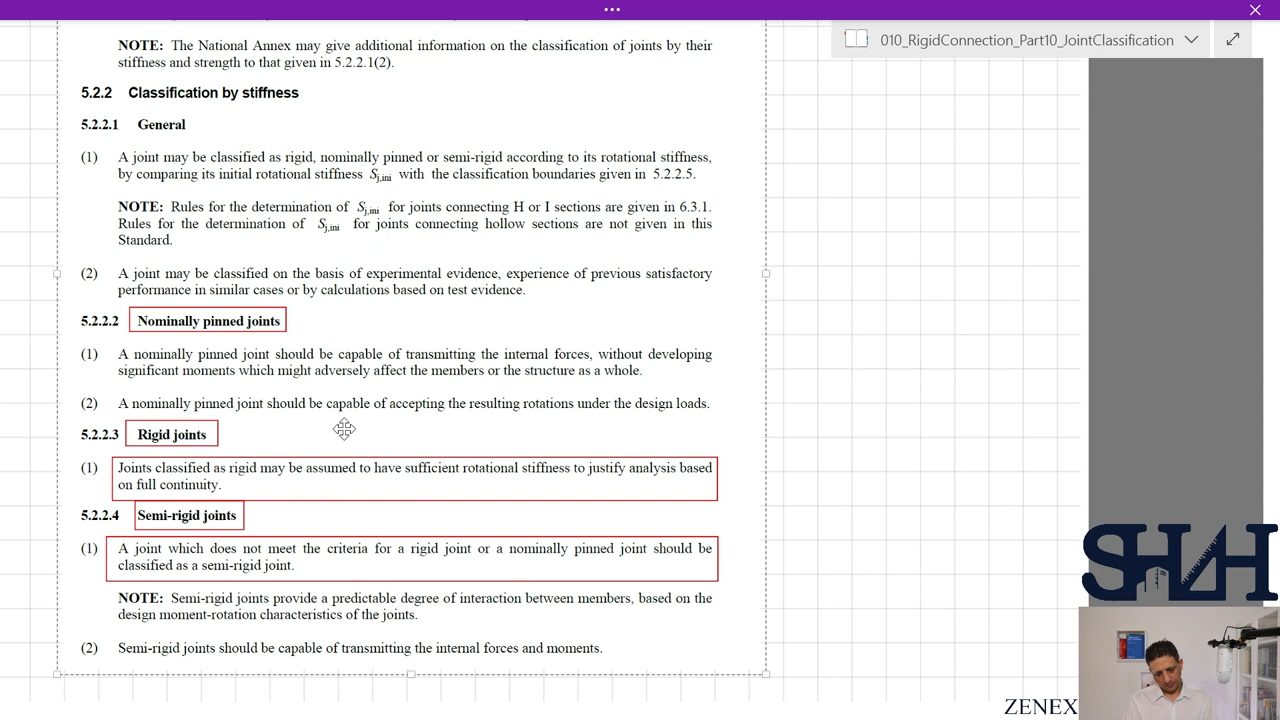 010_RigidConnection_Part10_JointClassification
NOTE: The National Annex may give additional information on the classification of joints by their
stiffness and strength to that given in 5.2.2.1(2).
5.2.2 Classification by stiffness
5.2.2.1 General
(1) A joint may be classified as rigid, nominally pinned or semi-rigid according to its rotational stiffness,
by comparing its initial rotational stiffness Sj,ini with the classification boundaries given in 5.2.2.5.
NOTE: Rules for the determination of Sj,ini for joints connecting H or I sections are given in 6.3.1.
Rules for the determination of Sj,ini for joints connecting hollow sections are not given in this
Standard.
(2) A joint may be classified on the basis of experimental evidence, experience of previous satisfactory
performance in similar cases or by calculations based on test evidence.
5.2.2.2 Nominally pinned joints
(1) A nominally pinned joint should be capable of transmitting the internal forces, without developing
significant moments which might adversely affect the members or the structure as a whole.
(2) A nominally pinned joint should be capable of accepting the resulting rotations under the design loads.
5.2.2.3 Rigid joints
(1) Joints classified as rigid may be assumed to have sufficient rotational stiffness to justify analysis based
on full continuity.
5.2.2.4 Semi-rigid joints
(1) A joint which does not meet the criteria for a rigid joint or a nominally pinned joint should be
classified as a semi-rigid joint.
NOTE: Semi-rigid joints provide a predictable degree of interaction between members, based on the
design moment-rotation characteristics of the joints.
(2) Semi-rigid joints should be capable of transmitting the internal forces and moments.
ZENEX